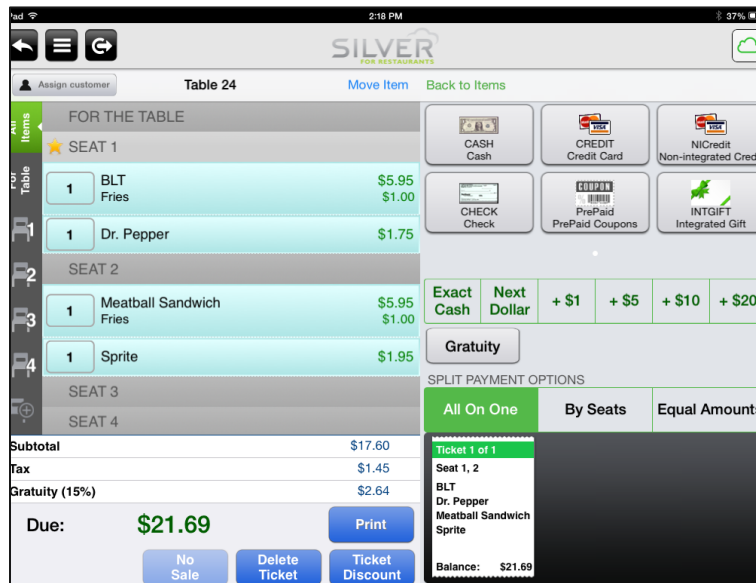 2:18 PM
37%
SILVER
FOR RESTAURANTS
Assign customer
Table 24
Move Item
Back to Items
All Items
For Table
1
2
3
4
FOR THE TABLE
SEAT 1
1 BLT $5.95
Fries $1.00
1 Dr. Pepper $1.75
SEAT 2
1 Meatball Sandwich $5.95
Fries $1.00
1 Sprite $1.95
SEAT 3
SEAT 4
Subtotal $17.60
Tax $1.45
Gratuity (15%) $2.64
Due: $21.69
Print
No Sale
Delete Ticket
Ticket Discount
CASH
Cash
CREDIT
Credit Card
VISA
NICredit
Non-integrated Cred
VISA
CHECK
Check
COUPON
PrePaid
PrePaid Coupons
INTGIFT
Integrated Gift
Exact Cash
Next Dollar
+ $1
+ $5
+ $10
+ $20
Gratuity
SPLIT PAYMENT OPTIONS
All On One
By Seats
Equal Amount
Ticket 1 of 1
Seat 1, 2
BLT
Dr. Pepper
Meatball Sandwich
Sprite
Balance: $21.69